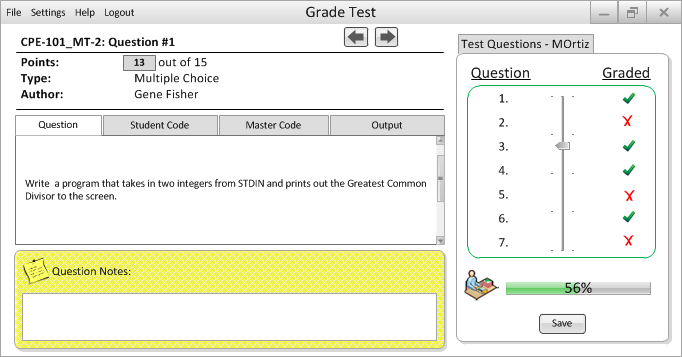 File Settings Help Logout
Grade Test
CPE-101_MT-2: Question #1
Points: 13 out of 15
Type: Multiple Choice
Author: Gene Fisher
Question Student Code Master Code Output
Write a program that takes in two integers from STDIN and prints out the Greatest Common
Divisor to the screen.
Question Notes:
Test Questions - MOrtiz
Question Graded
1.
2.
3.
4.
5.
6.
7.
56%
Save